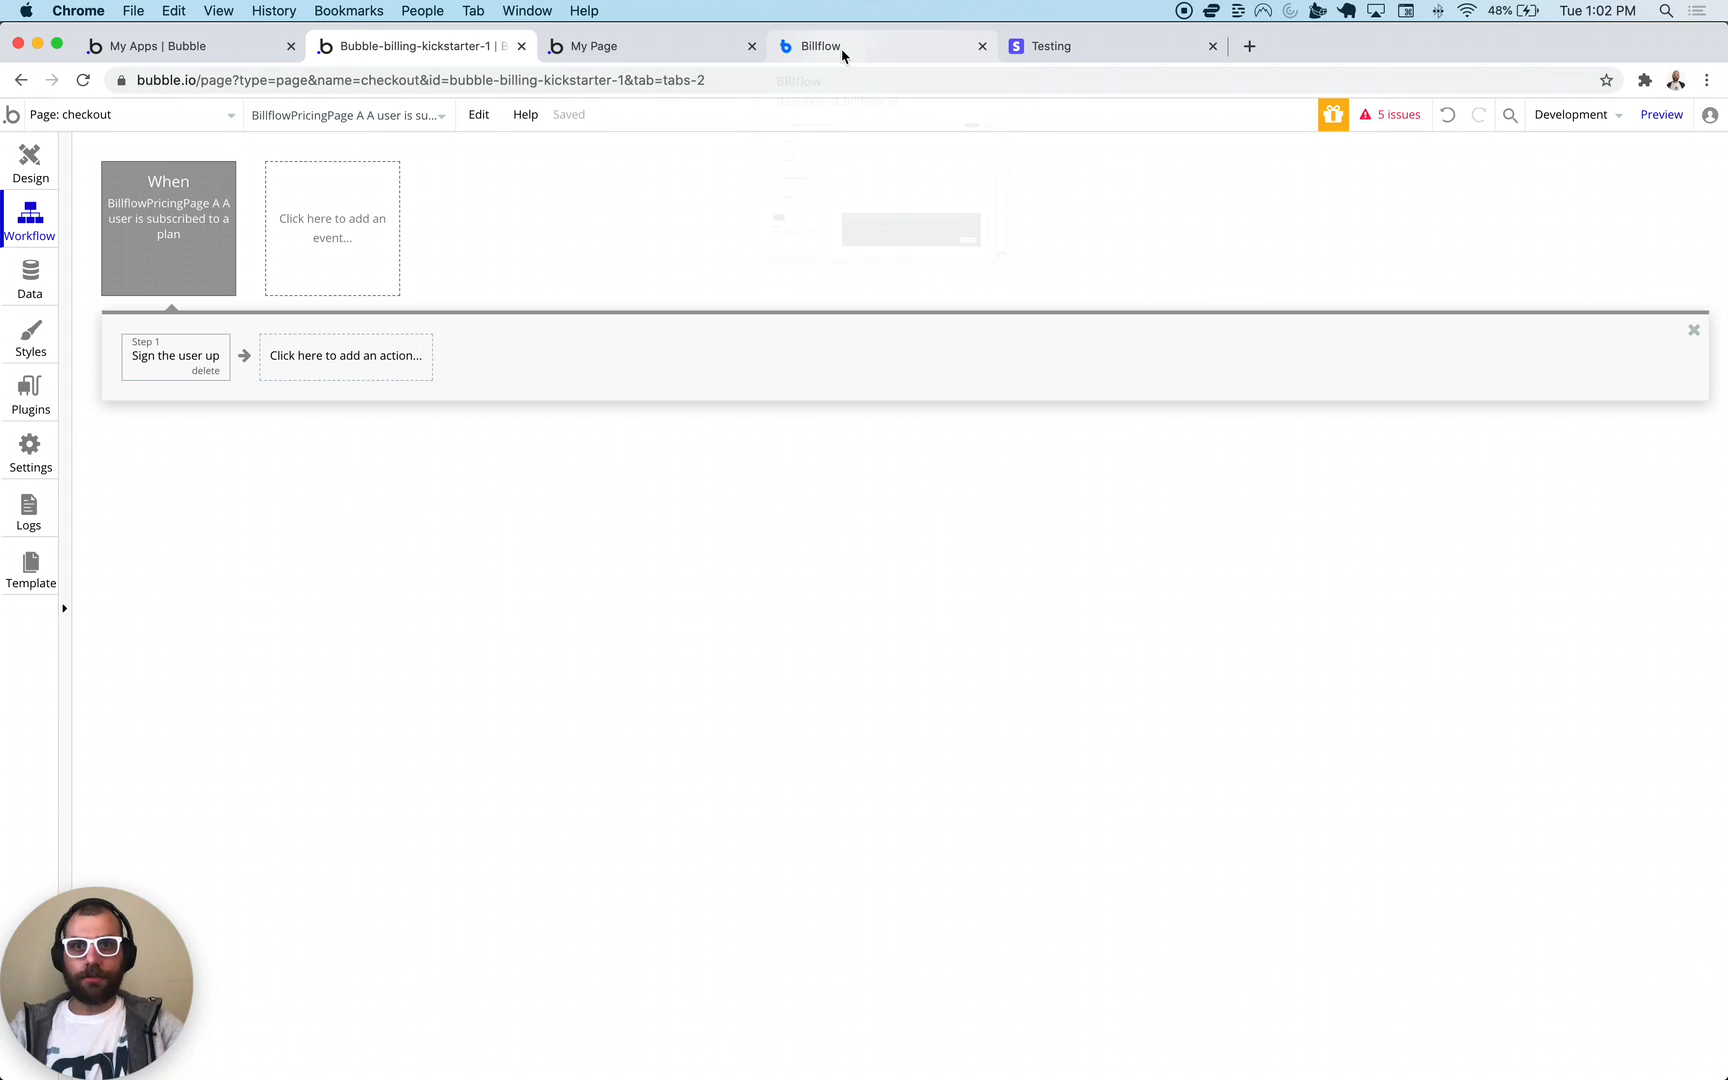 Chrome File Edit View History Bookmarks People Tab Window Help
48% Tue 1:02 PM
My Apps | Bubble
Bubble-billing-kickstarter-1 | B
My Page
Billflow
Testing
bubble.io/page?type=page&name=checkout&id=bubble-billing-kickstarter-1&tab=tabs-2
Billflow
Page: checkout
BillflowPricingPage A A user is su...
Edit
Help
Saved
5 issues
Development
Preview
Design
Workflow
Data
Styles
Plugins
Settings
Logs
Template
When
BillflowPricingPage A A
user is subscribed to a
plan
Click here to add an
event...
Step 1
Sign the user up
delete
Click here to add an action...